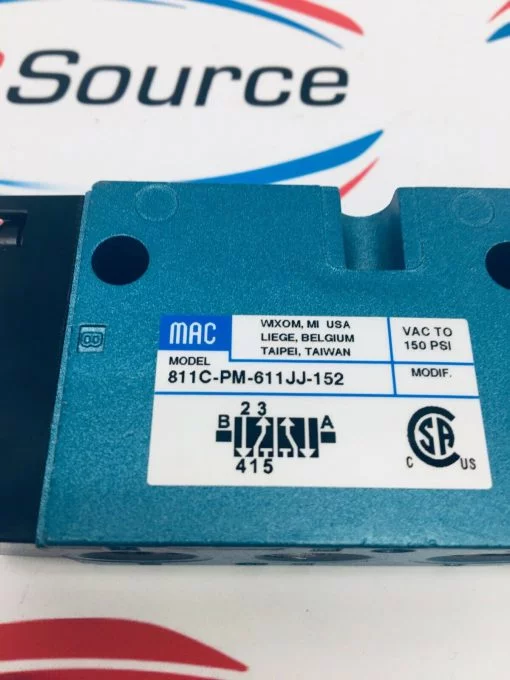 Source
MAC
WIXOM, MI USA
LIEGE, BELGIUM
TAIPEI, TAIWAN
VAC TO
150 PSI
MODEL
811C-PM-611JJ-152
MODIF.
2 3
B A
4 1 5
CSA
C US